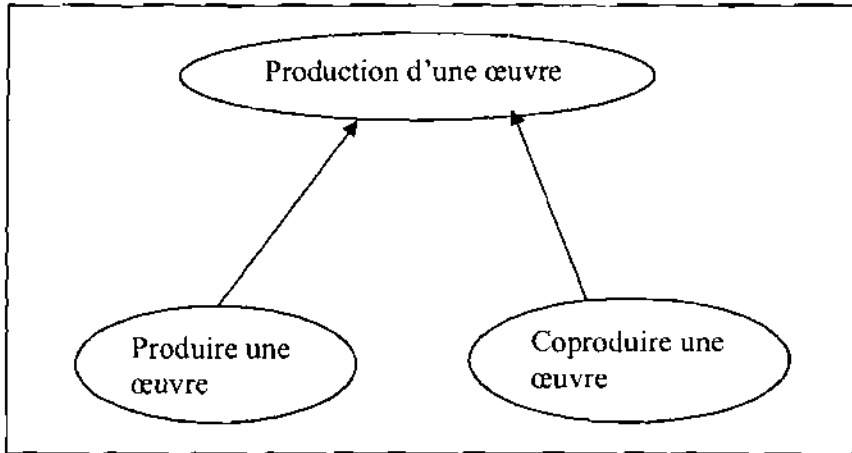 Production d'une œuvre
Produire une
œuvre
Coproduire une
œuvre